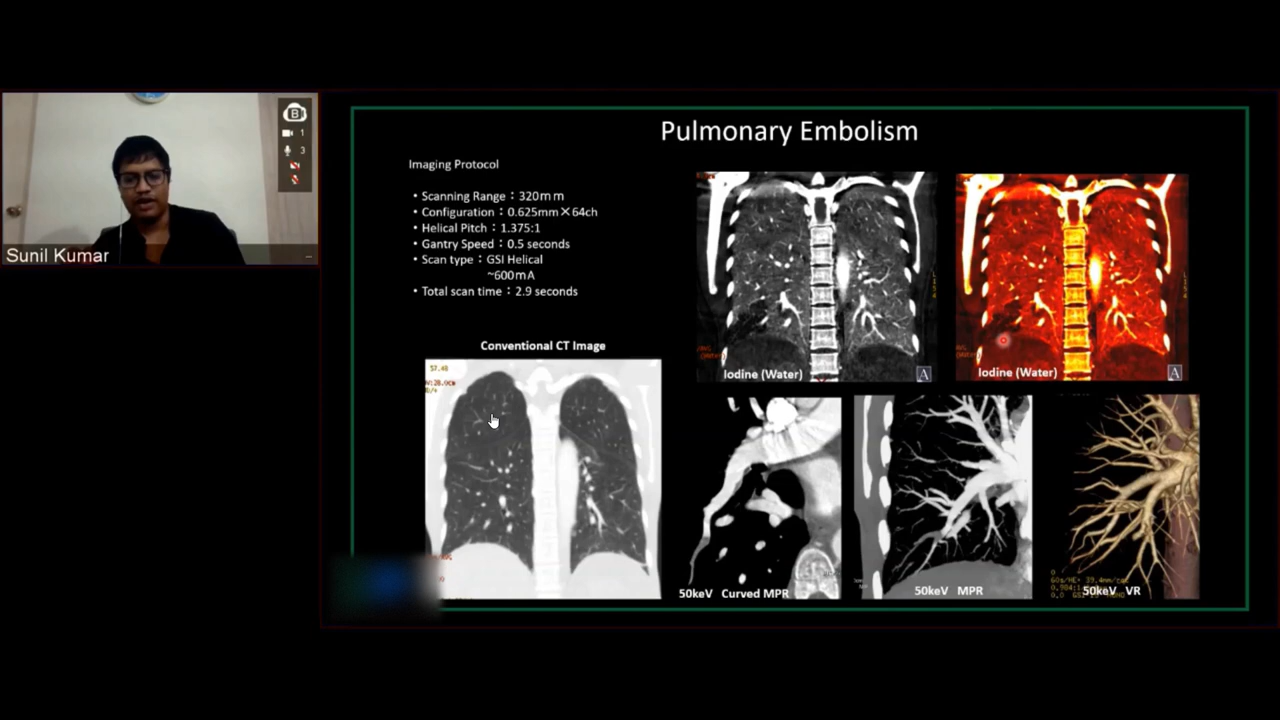 B
1
3
Sunil Kumar
Pulmonary Embolism
Imaging Protocol
• Scanning Range：320mm
• Configuration：0.625mm×64ch
• Helical Pitch：1.375:1
• Gantry Speed：0.5 seconds
• Scan type：GSI Helical
~600mA
• Total scan time：2.9 seconds
Conventional CT Image
Iodine (Water)
A
Iodine (Water)
A
50keV Curved MPR
50keV MPR
50keV VR